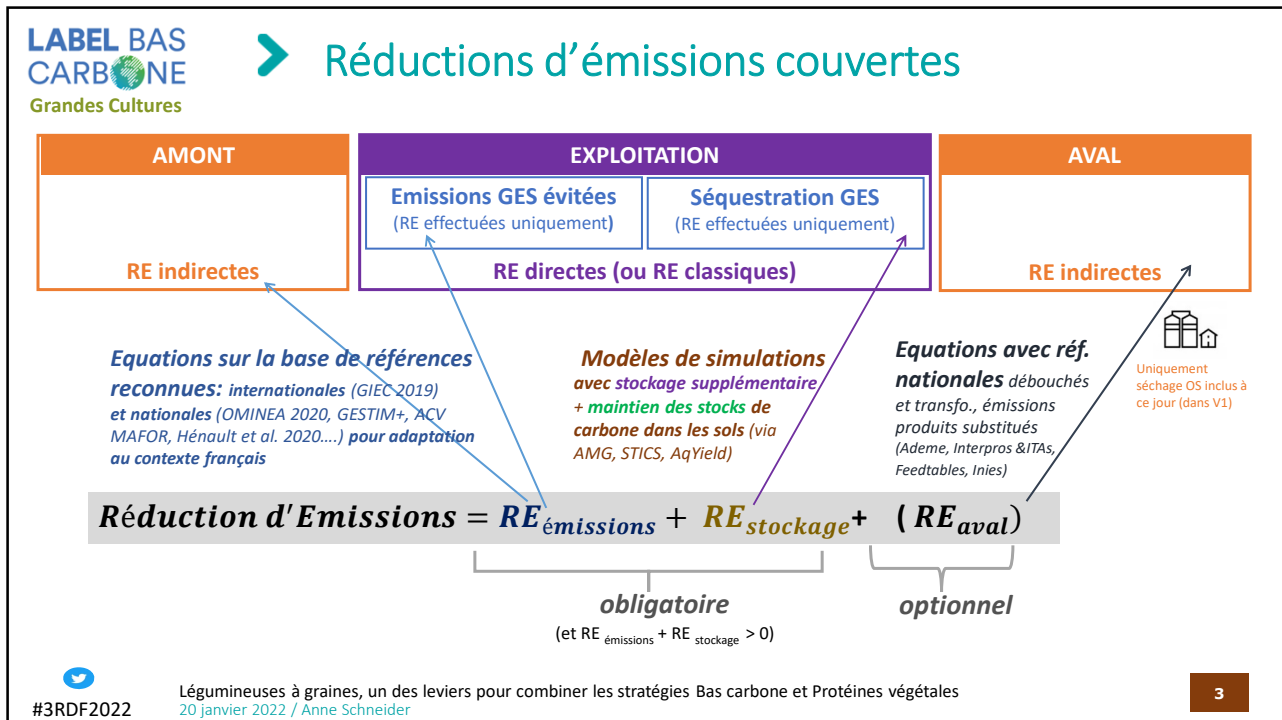 LABEL BAS
CARBONE
Grandes Cultures
Réductions d'émissions couvertes
AMONT
RE indirectes
EXPLOITATION
Emissions GES évitées
(RE effectuées uniquement)
Séquestration GES
(RE effectuées uniquement)
RE directes (ou RE classiques)
AVAL
RE indirectes
Equations sur la base de références
reconnues: internationales (GIEC 2019)
et nationales (OMINEA 2020, GESTIM+, ACV
MAFOR, Hénault et al. 2020....) pour adaptation
au contexte français
Modèles de simulations
avec stockage supplémentaire
+ maintien des stocks de
carbone dans les sols (via
AMG, STICS, AqYield)
Equations avec réf.
nationales débouchés
et transfo., émissions
produits substitués
(Ademe, Interpros &ITAs,
Feedtables, Inies)
Uniquement
séchage OS inclus à
ce jour (dans V1)
Réduction d'Emissions = RE émissions + RE stockage + ( RE aval)
obligatoire
(et RE émissions + RE stockage > 0)
optionnel
#3RDF2022
Légumineuses à graines, un des leviers pour combiner les stratégies Bas carbone et Protéines végétales
20 janvier 2022 / Anne Schneider
3